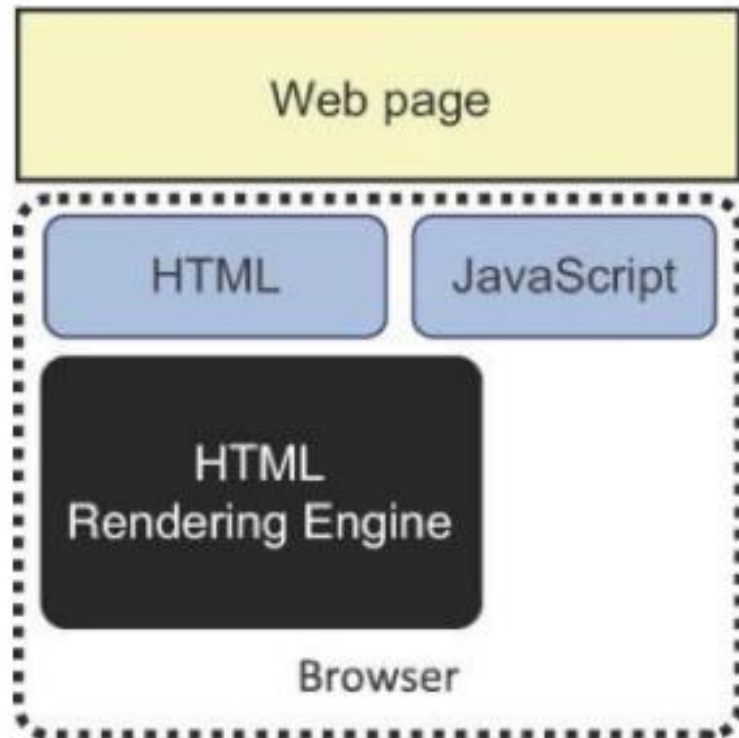 Web page
HTML
JavaScript
HTML
Rendering Engine
Browser